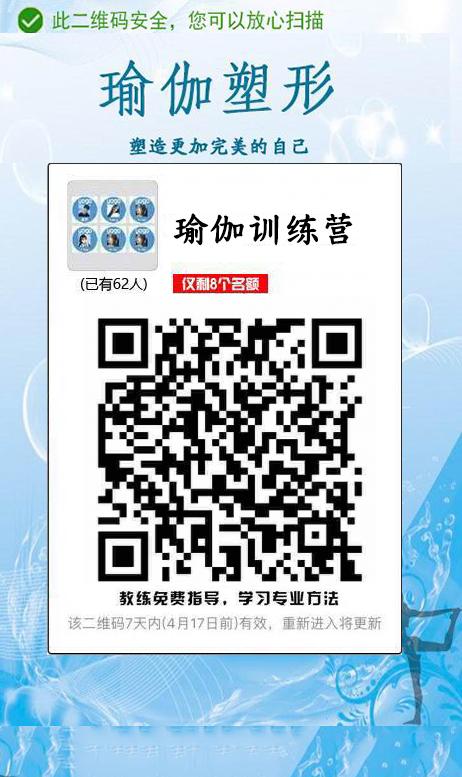 此二维码安全，您可以放心扫描
瑜伽塑形
塑造更加完美的自己
瑜伽训练营
(已有62人)
仅剩8个名额
教练免费指导，学习专业方法
该二维码7天内(4月17日前)有效，重新进入将更新